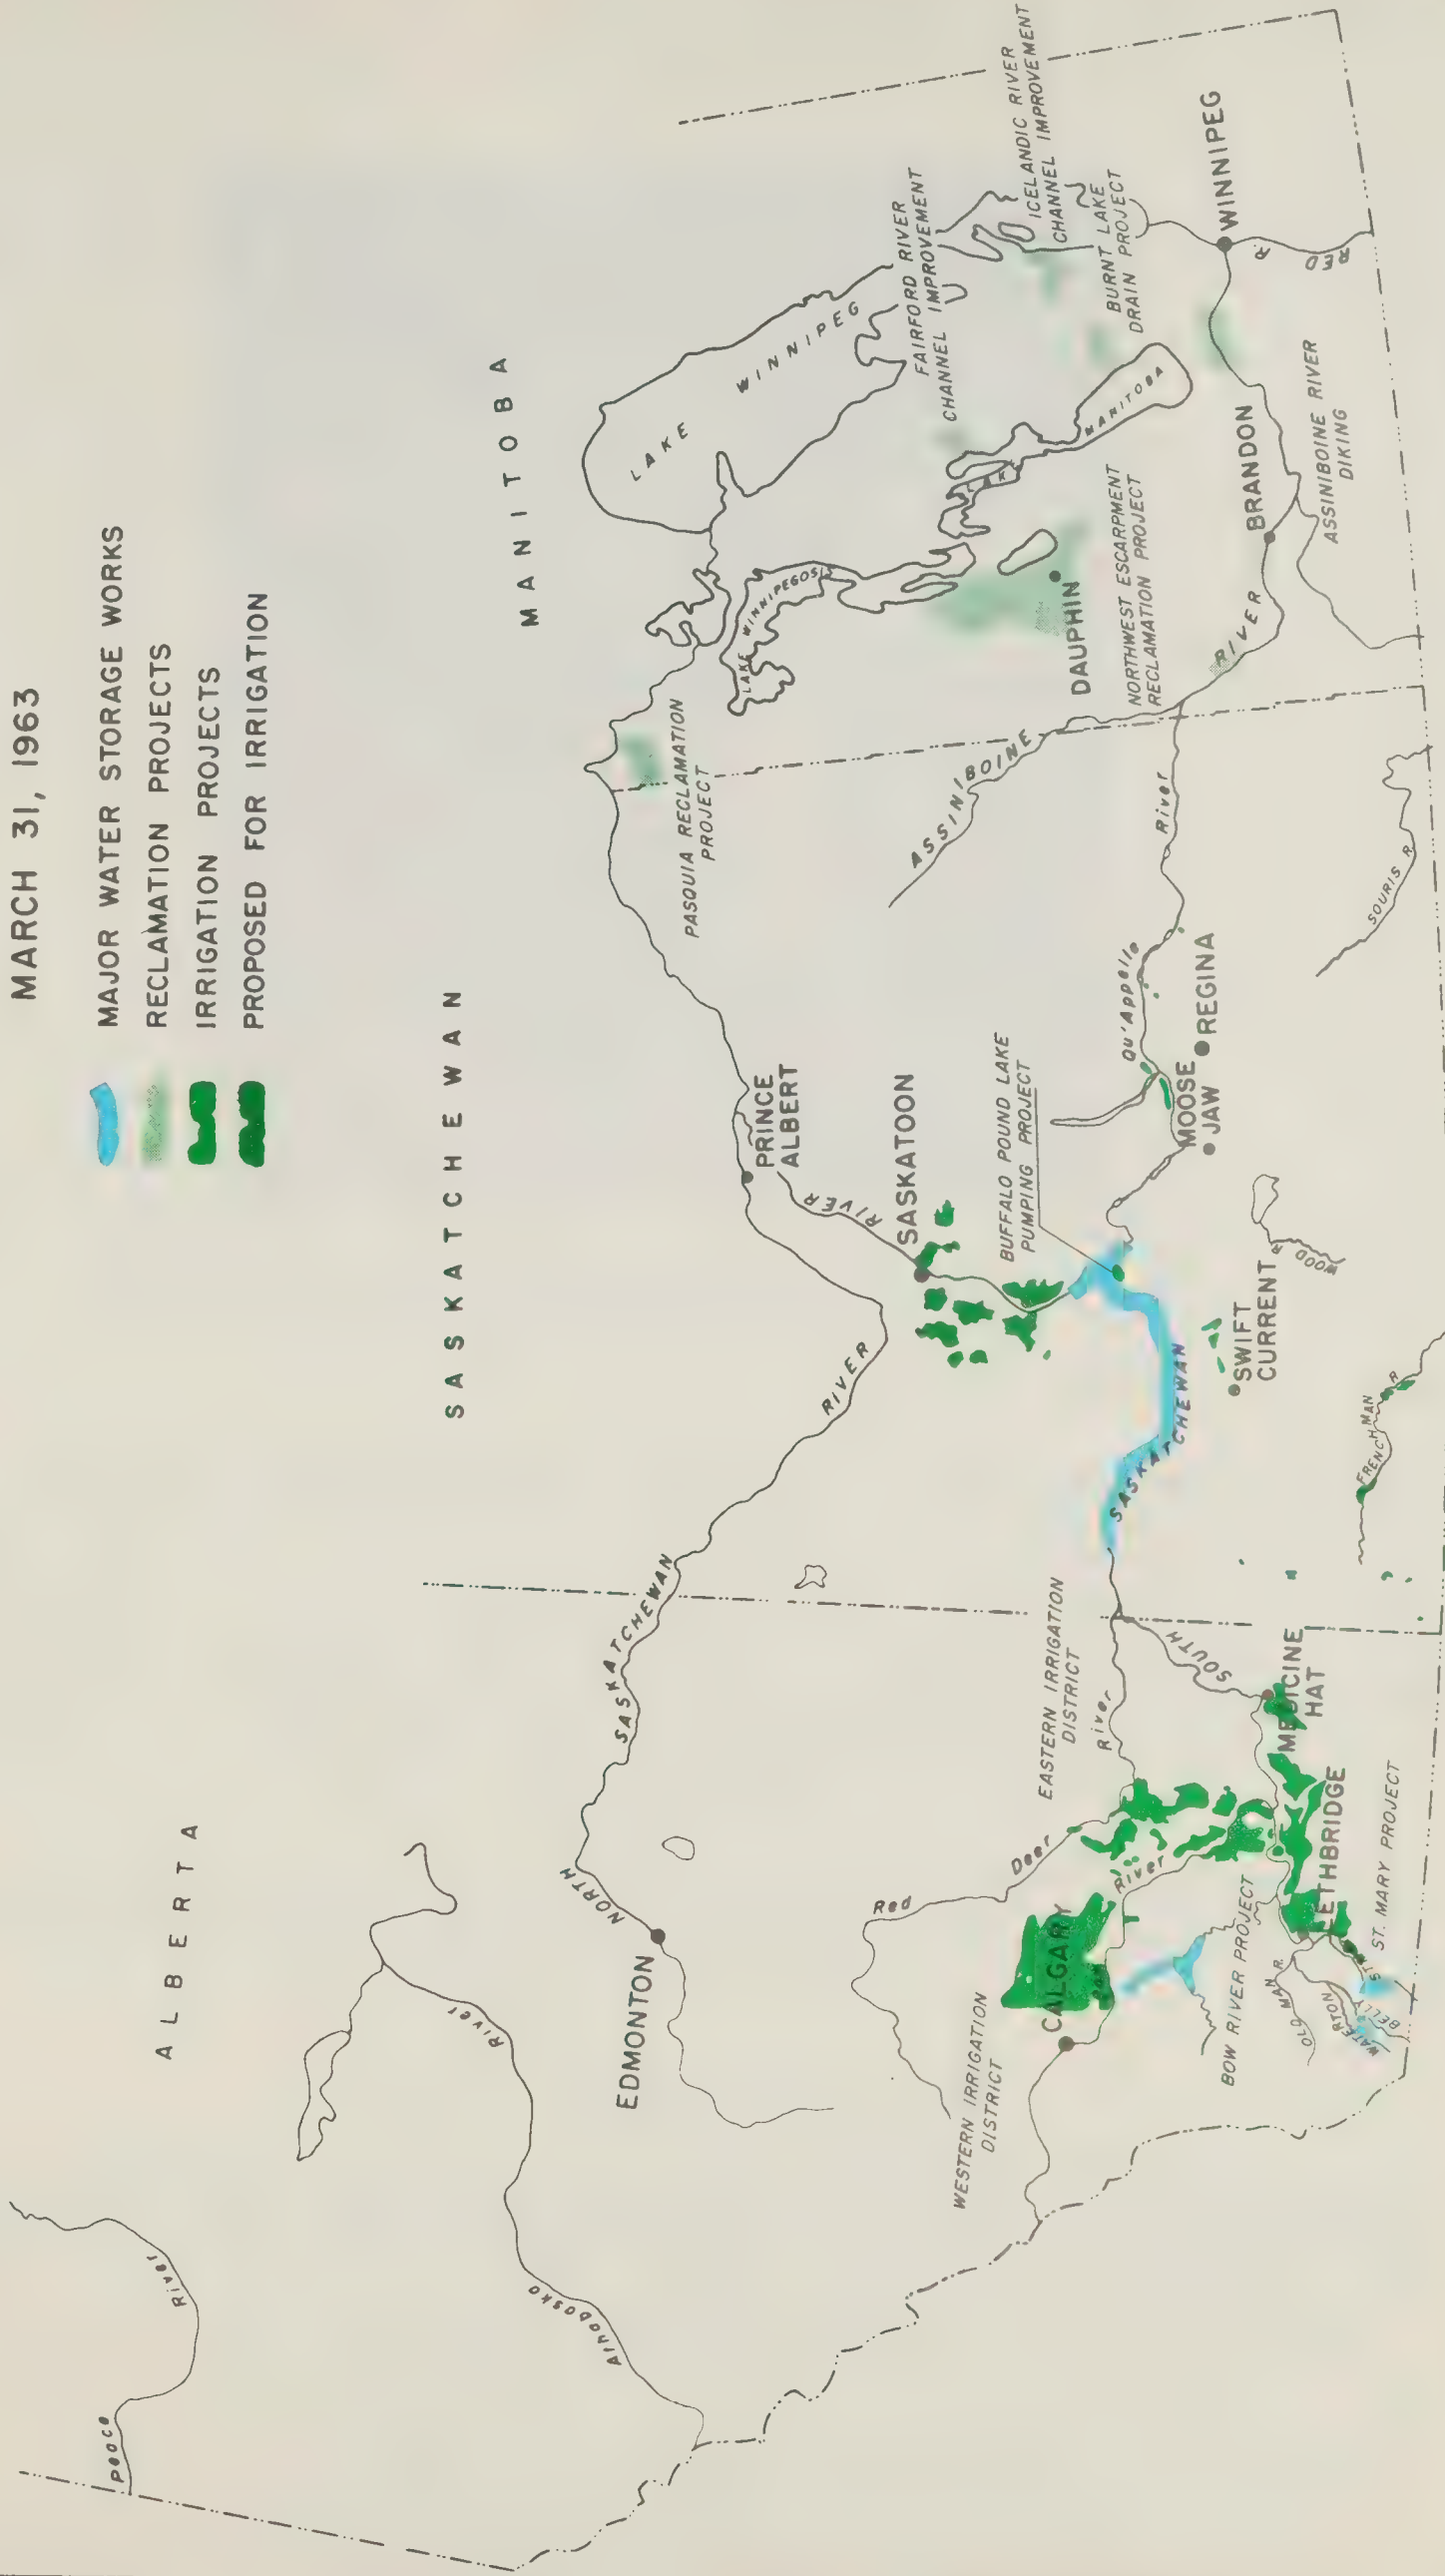 MARCH 31, 1963
MAJOR WATER STORAGE WORKS
RECLAMATION PROJECTS
IRRIGATION PROJECTS
PROPOSED FOR IRRIGATION
ALBERTA
SASKATCHEWAN
MANITOBA
Peace
River
Athabaska
River
EDMONTON
NORTH
SASKATCHEWAN
RIVER
PRINCE
ALBERT
PASQUIA RECLAMATION
PROJECT
LAKE
WINNIPEGOSIS
LAKE
WINNIPEG
FAIRFORD RIVER
CHANNEL IMPROVEMENT
ICELANDIC RIVER
CHANNEL IMPROVEMENT
BURNT LAKE
DRAIN PROJECT
LAKE
MANITOBA
DAUPHIN
NORTHWEST ESCARPMENT
RECLAMATION PROJECT
WINNIPEG
RED
R
BRANDON
ASSINIBOINE RIVER
DIKING
ASSINIBOINE
RIVER
Qu'Appelle
River
REGINA
MOOSE
JAW
SOURIS R
SASKATOON
RIVER
BUFFALO POUND LAKE
PUMPING PROJECT
SWIFT
CURRENT
WOOD
R
SASKATCHEWAN
SOUTH
FRENCHMAN
R
EASTERN IRRIGATION
DISTRICT
Red
Deer
River
MEDICINE
HAT
LETHBRIDGE
ST. MARY PROJECT
CALGARY
BOW
River
WESTERN IRRIGATION
DISTRICT
BOW RIVER PROJECT
OLD MAN R.
WATERTON
BELLY
ST.